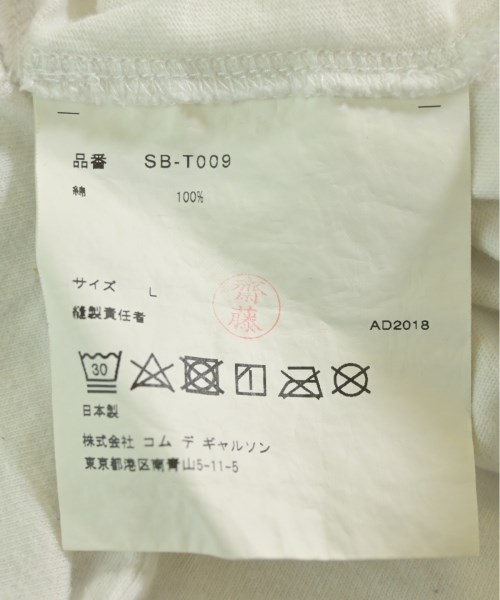 品番 SB-T009
綿 100%
サイズ L
齋藤
縫製責任者
AD2018
30
日本製
株式会社 コム デ ギャルソン
東京都港区南青山5-11-5